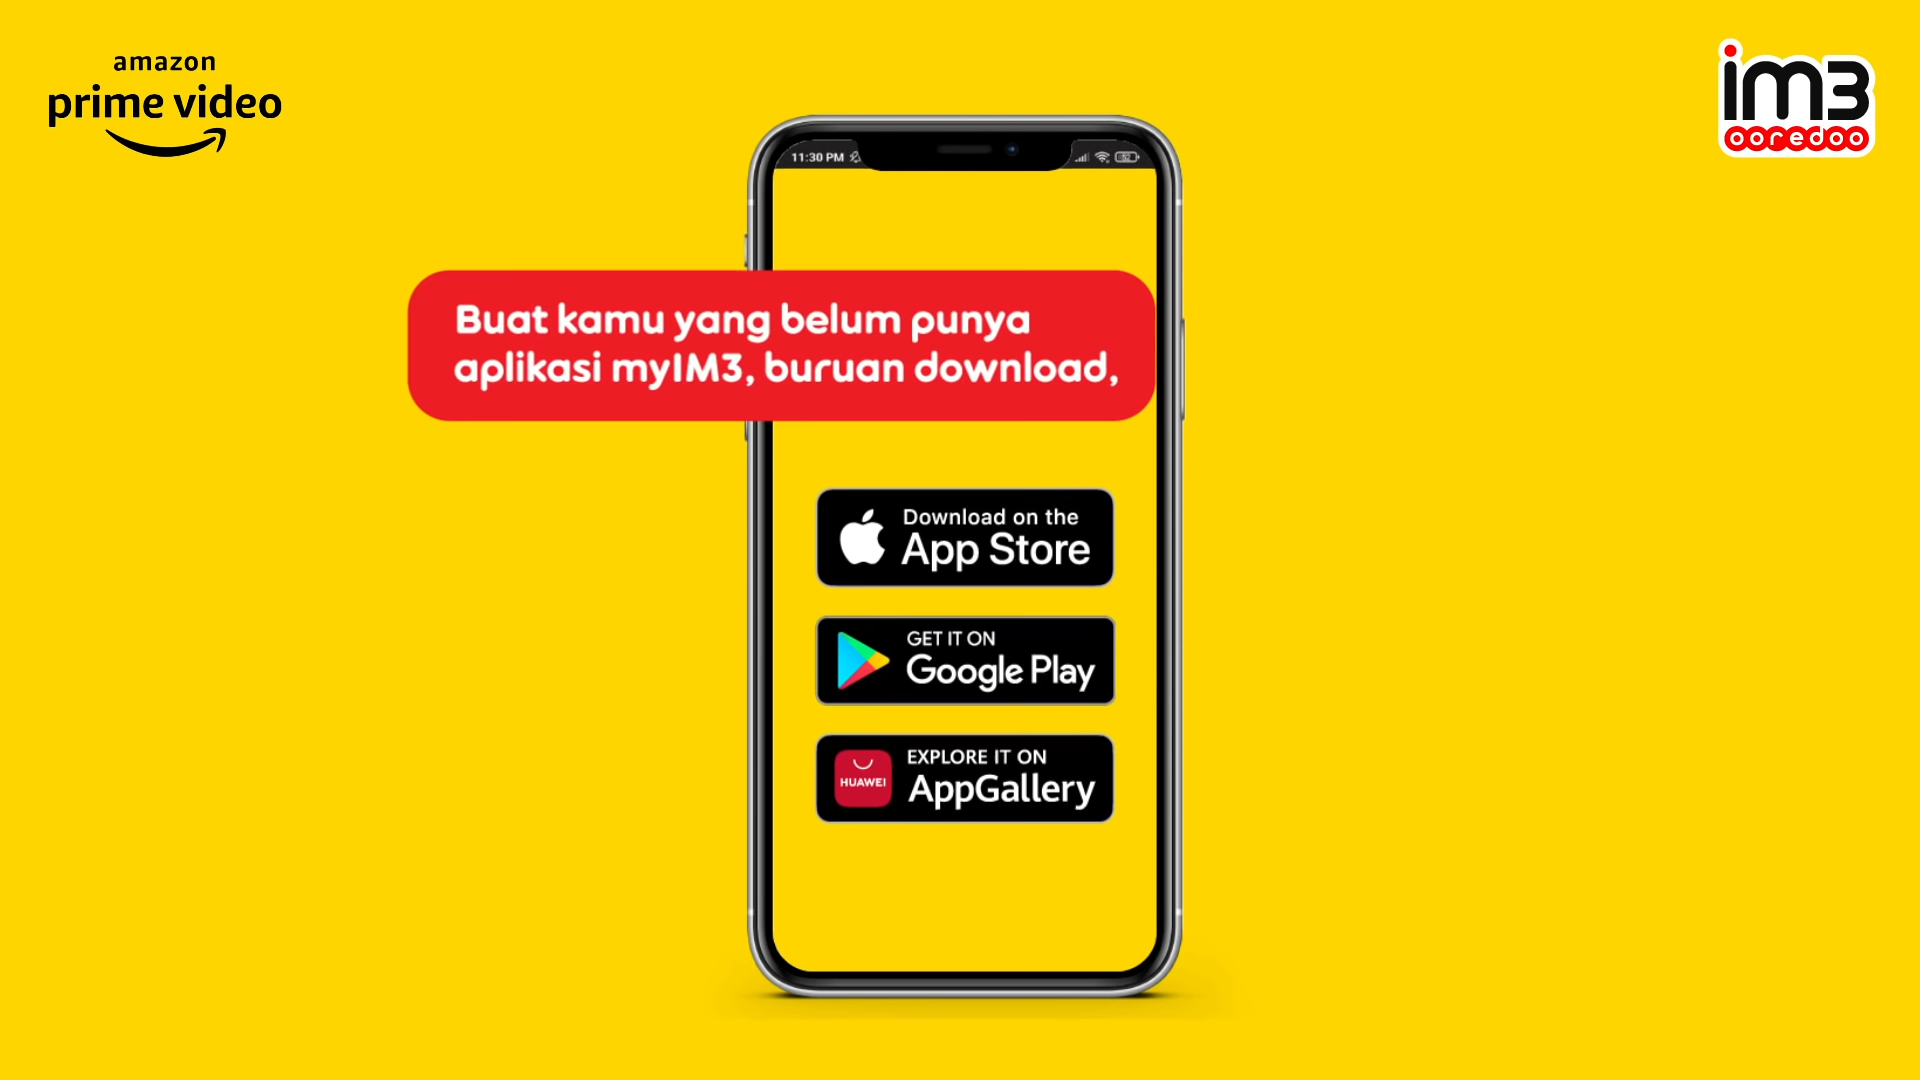 amazon
prime video
im3
ooredoo
11:30 PM
52
Buat kamu yang belum punya
aplikasi myIM3, buruan download,
Download on the
App Store
GET IT ON
Google Play
HUAWEI
EXPLORE IT ON
AppGallery